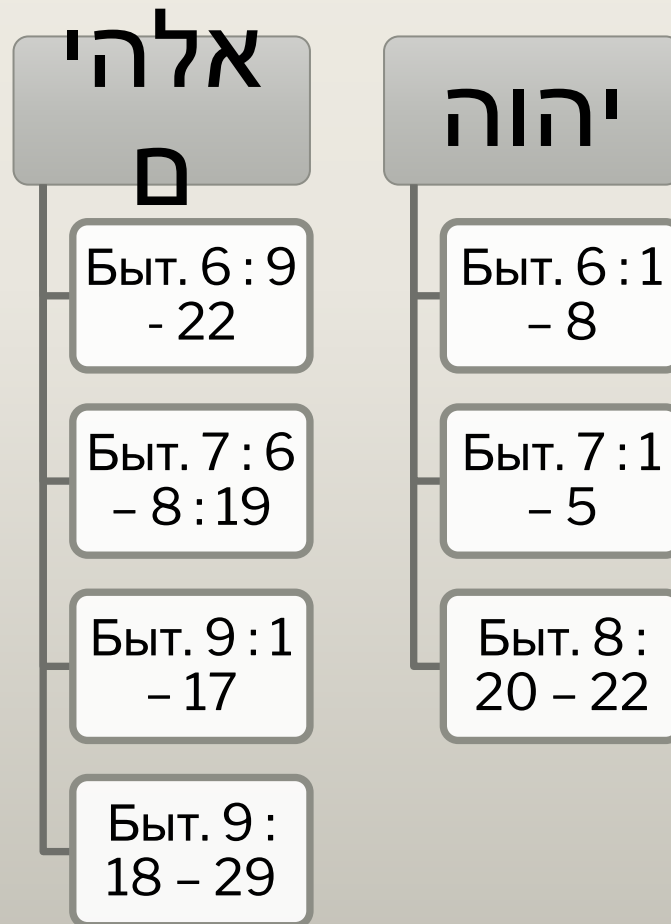 אלהי
ם
Быт. 6 : 9
- 22
Быт. 7 : 6
– 8 : 19
Быт. 9 : 1
– 17
Быт. 9 :
18 – 29
יהוה
Быт. 6 : 1
– 8
Быт. 7 : 1
– 5
Быт. 8 :
20 – 22